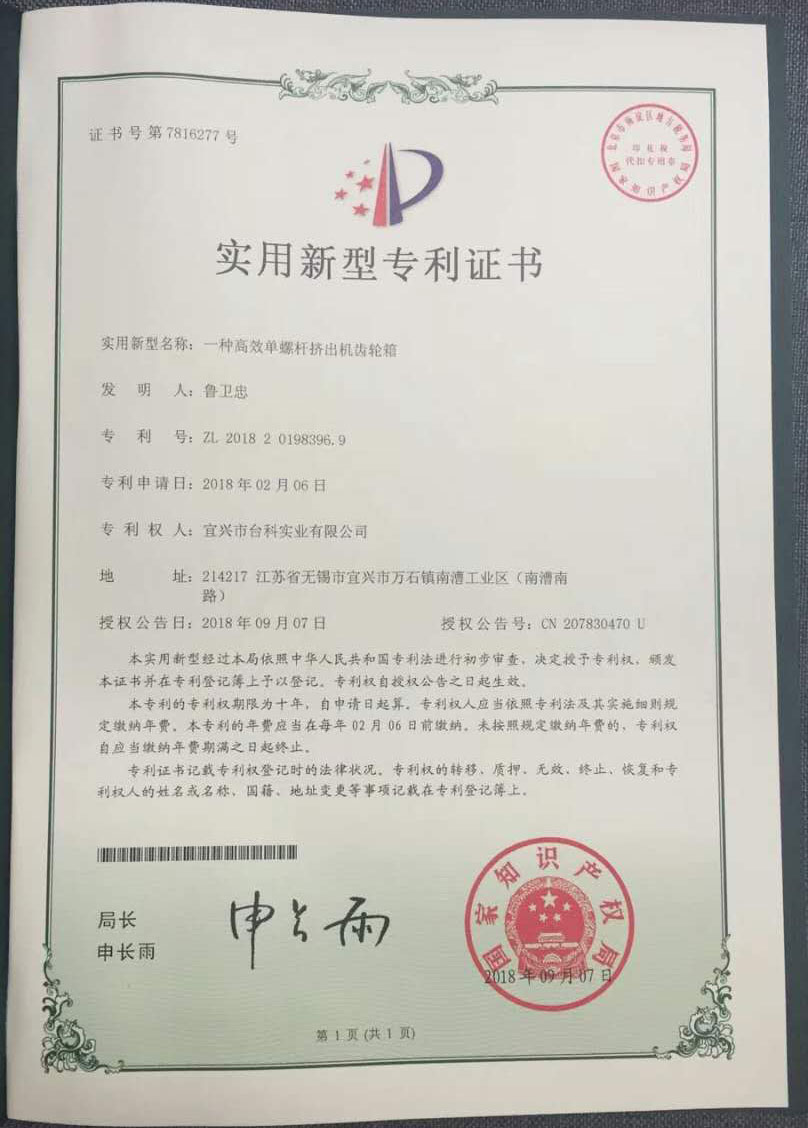 证书号第7816277号
印花税
代扣专用章
国家知识产权局
实用新型专利证书
实用新型名称：一种高效单螺杆挤出机齿轮箱
发明人：鲁卫忠
专利号：ZL 2018 2 0198396.9
专利申请日：2018年02月06日
专利权人：宜兴市台科实业有限公司
地址：214217 江苏省无锡市宜兴市万石镇南漕工业区（南漕南
路）
授权公告日：2018年09月07日 授权公告号：CN 207830470 U
本实用新型经过本局依照中华人民共和国专利法进行初步审查，决定授予专利权，颁发
本证书并在专利登记簿上予以登记。专利权自授权公告之日起生效。
本专利的专利权期限为十年，自申请日起算。专利权人应当依照专利法及其实施细则规
定缴纳年费。本专利的年费应当在每年02月06日前缴纳。未按照规定缴纳年费的，专利权
自应当缴纳年费期满之日起终止。
专利证书记载专利权登记时的法律状况。专利权的转移、质押、无效、终止、恢复和专
利权人的姓名或名称、国籍、地址变更等事项记载在专利登记簿上。
局长
申长雨
申长雨
国家知识产权局
2018年09月07日
第1页(共1页)